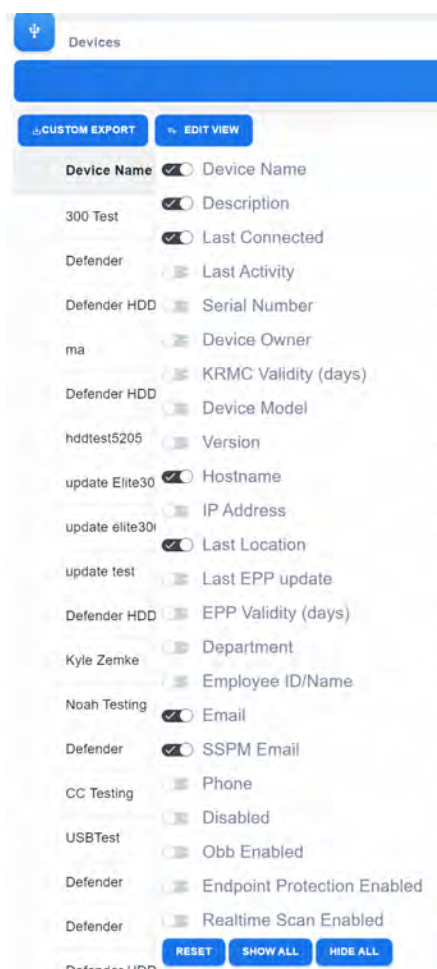 Devices
CUSTOM EXPORT
EDIT VIEW
Device Name
300 Test
Defender
Defender HDD
ma
Defender HDD
hddtest5205
update Elite30
update elite30
update test
Defender HDD
Kyle Zemke
Noah Testing
Defender
CC Testing
USBTest
Defender
Defender
Defender HDD
Device Name
Description
Last Connected
Last Activity
Serial Number
Device Owner
KRMC Validity (days)
Device Model
Version
Hostname
IP Address
Last Location
Last EPP update
EPP Validity (days)
Department
Employee ID/Name
Email
SSPM Email
Phone
Disabled
Obb Enabled
Endpoint Protection Enabled
Realtime Scan Enabled
RESET
SHOW ALL
HIDE ALL